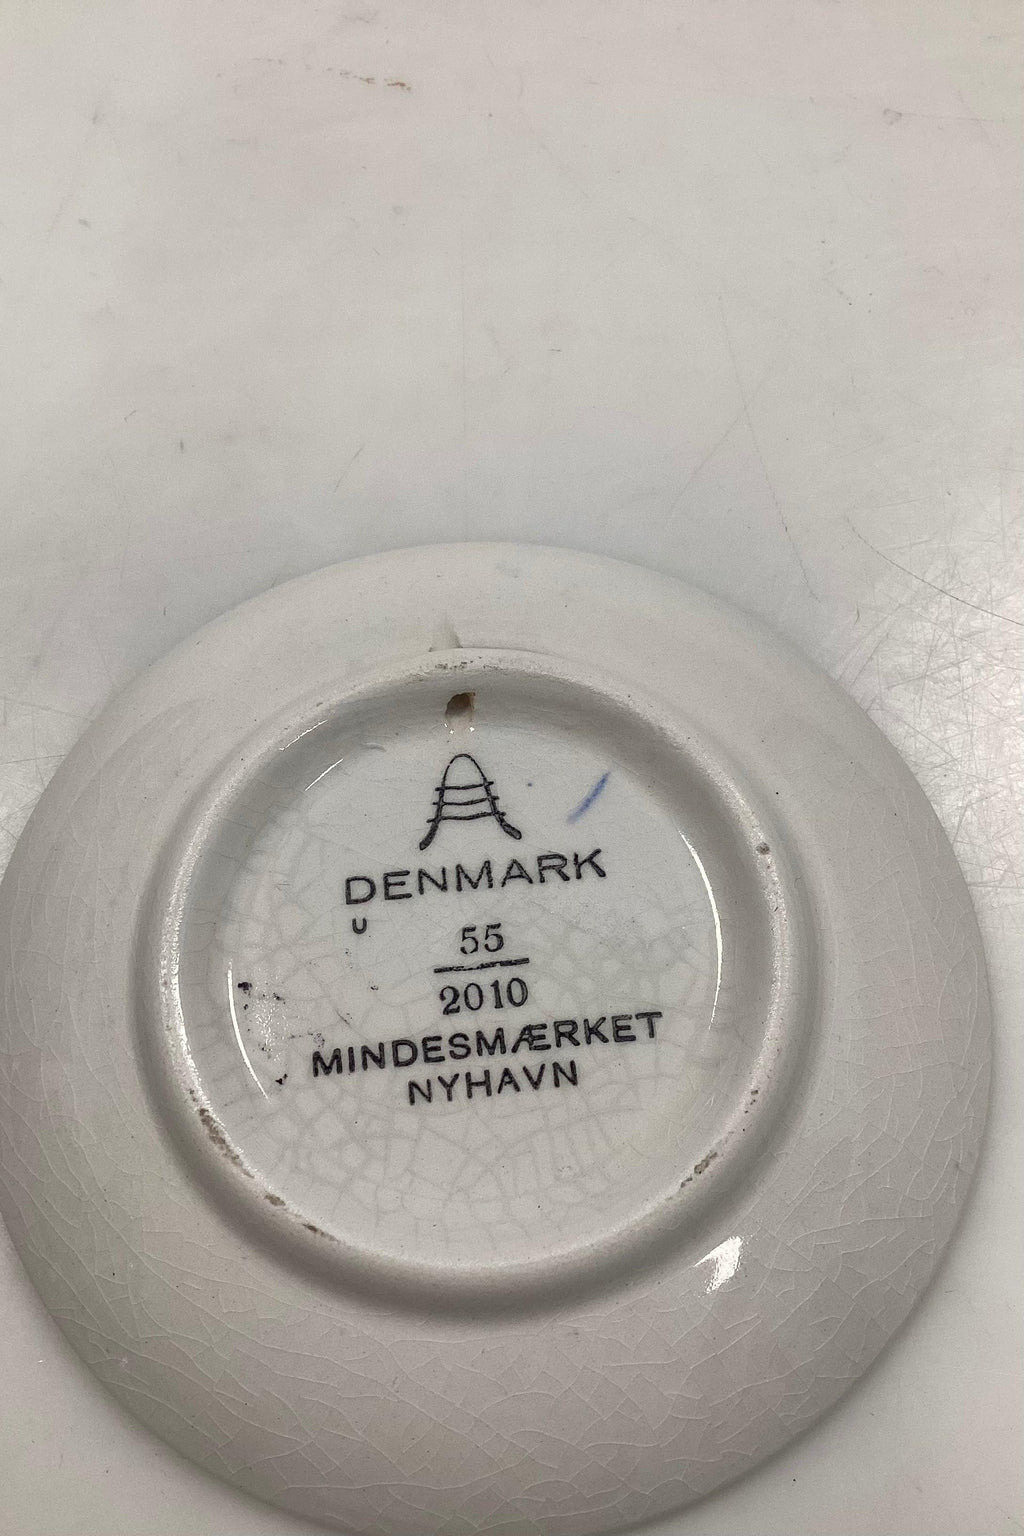 DENMARK
U
55
2010
MINDESMÆRKET
NYHAVN